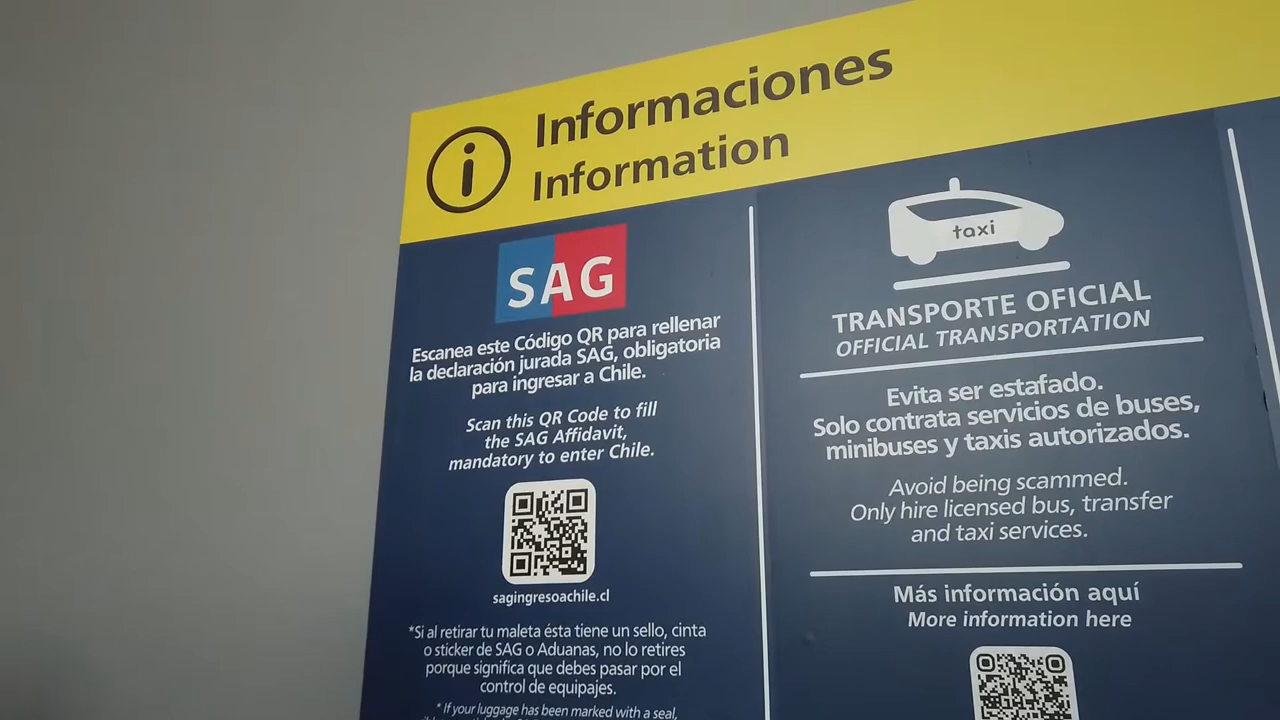 Informaciones
Information
SAG
Escanea este Código QR para rellenar
la declaración jurada SAG, obligatoria
para ingresar a Chile.
Scan this QR Code to fill
the SAG Affidavit,
mandatory to enter Chile.
sagingresoachile.cl
*Si al retirar tu maleta ésta tiene un sello, cinta
o sticker de SAG o Aduanas, no lo retires
porque significa que debes pasar por el
control de equipajes.
* If your luggage has been marked with a seal,
taxi
TRANSPORTE OFICIAL
OFFICIAL TRANSPORTATION
Evita ser estafado.
Solo contrata servicios de buses,
minibuses y taxis autorizados.
Avoid being scammed.
Only hire licensed bus, transfer
and taxi services.
Más información aquí
More information here